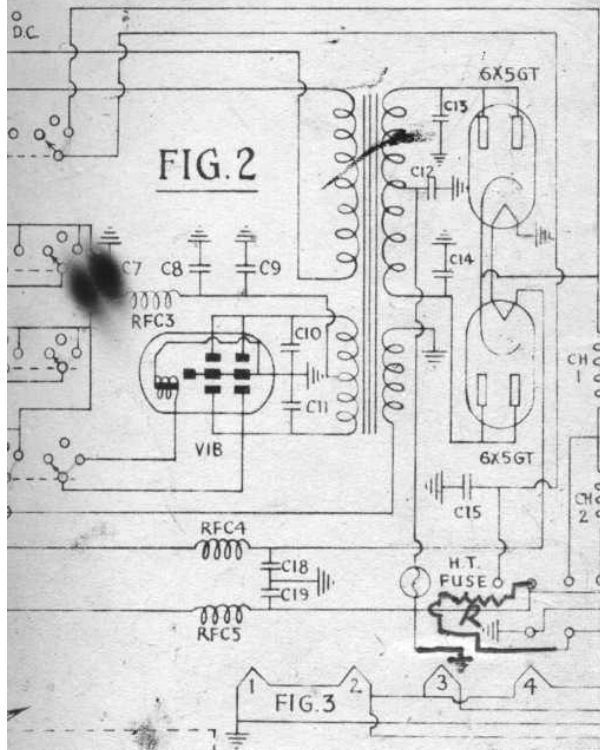 D.C.
6X5GT
C13
FIG. 2
C12
C7
C8
C9
C14
RFC3
C10
C11
CH
1
VIB
6X5GT
C15
CH
2
RFC4
C18
H.T.
FUSE
C19
R
RFC5
1
2
3
4
FIG. 3